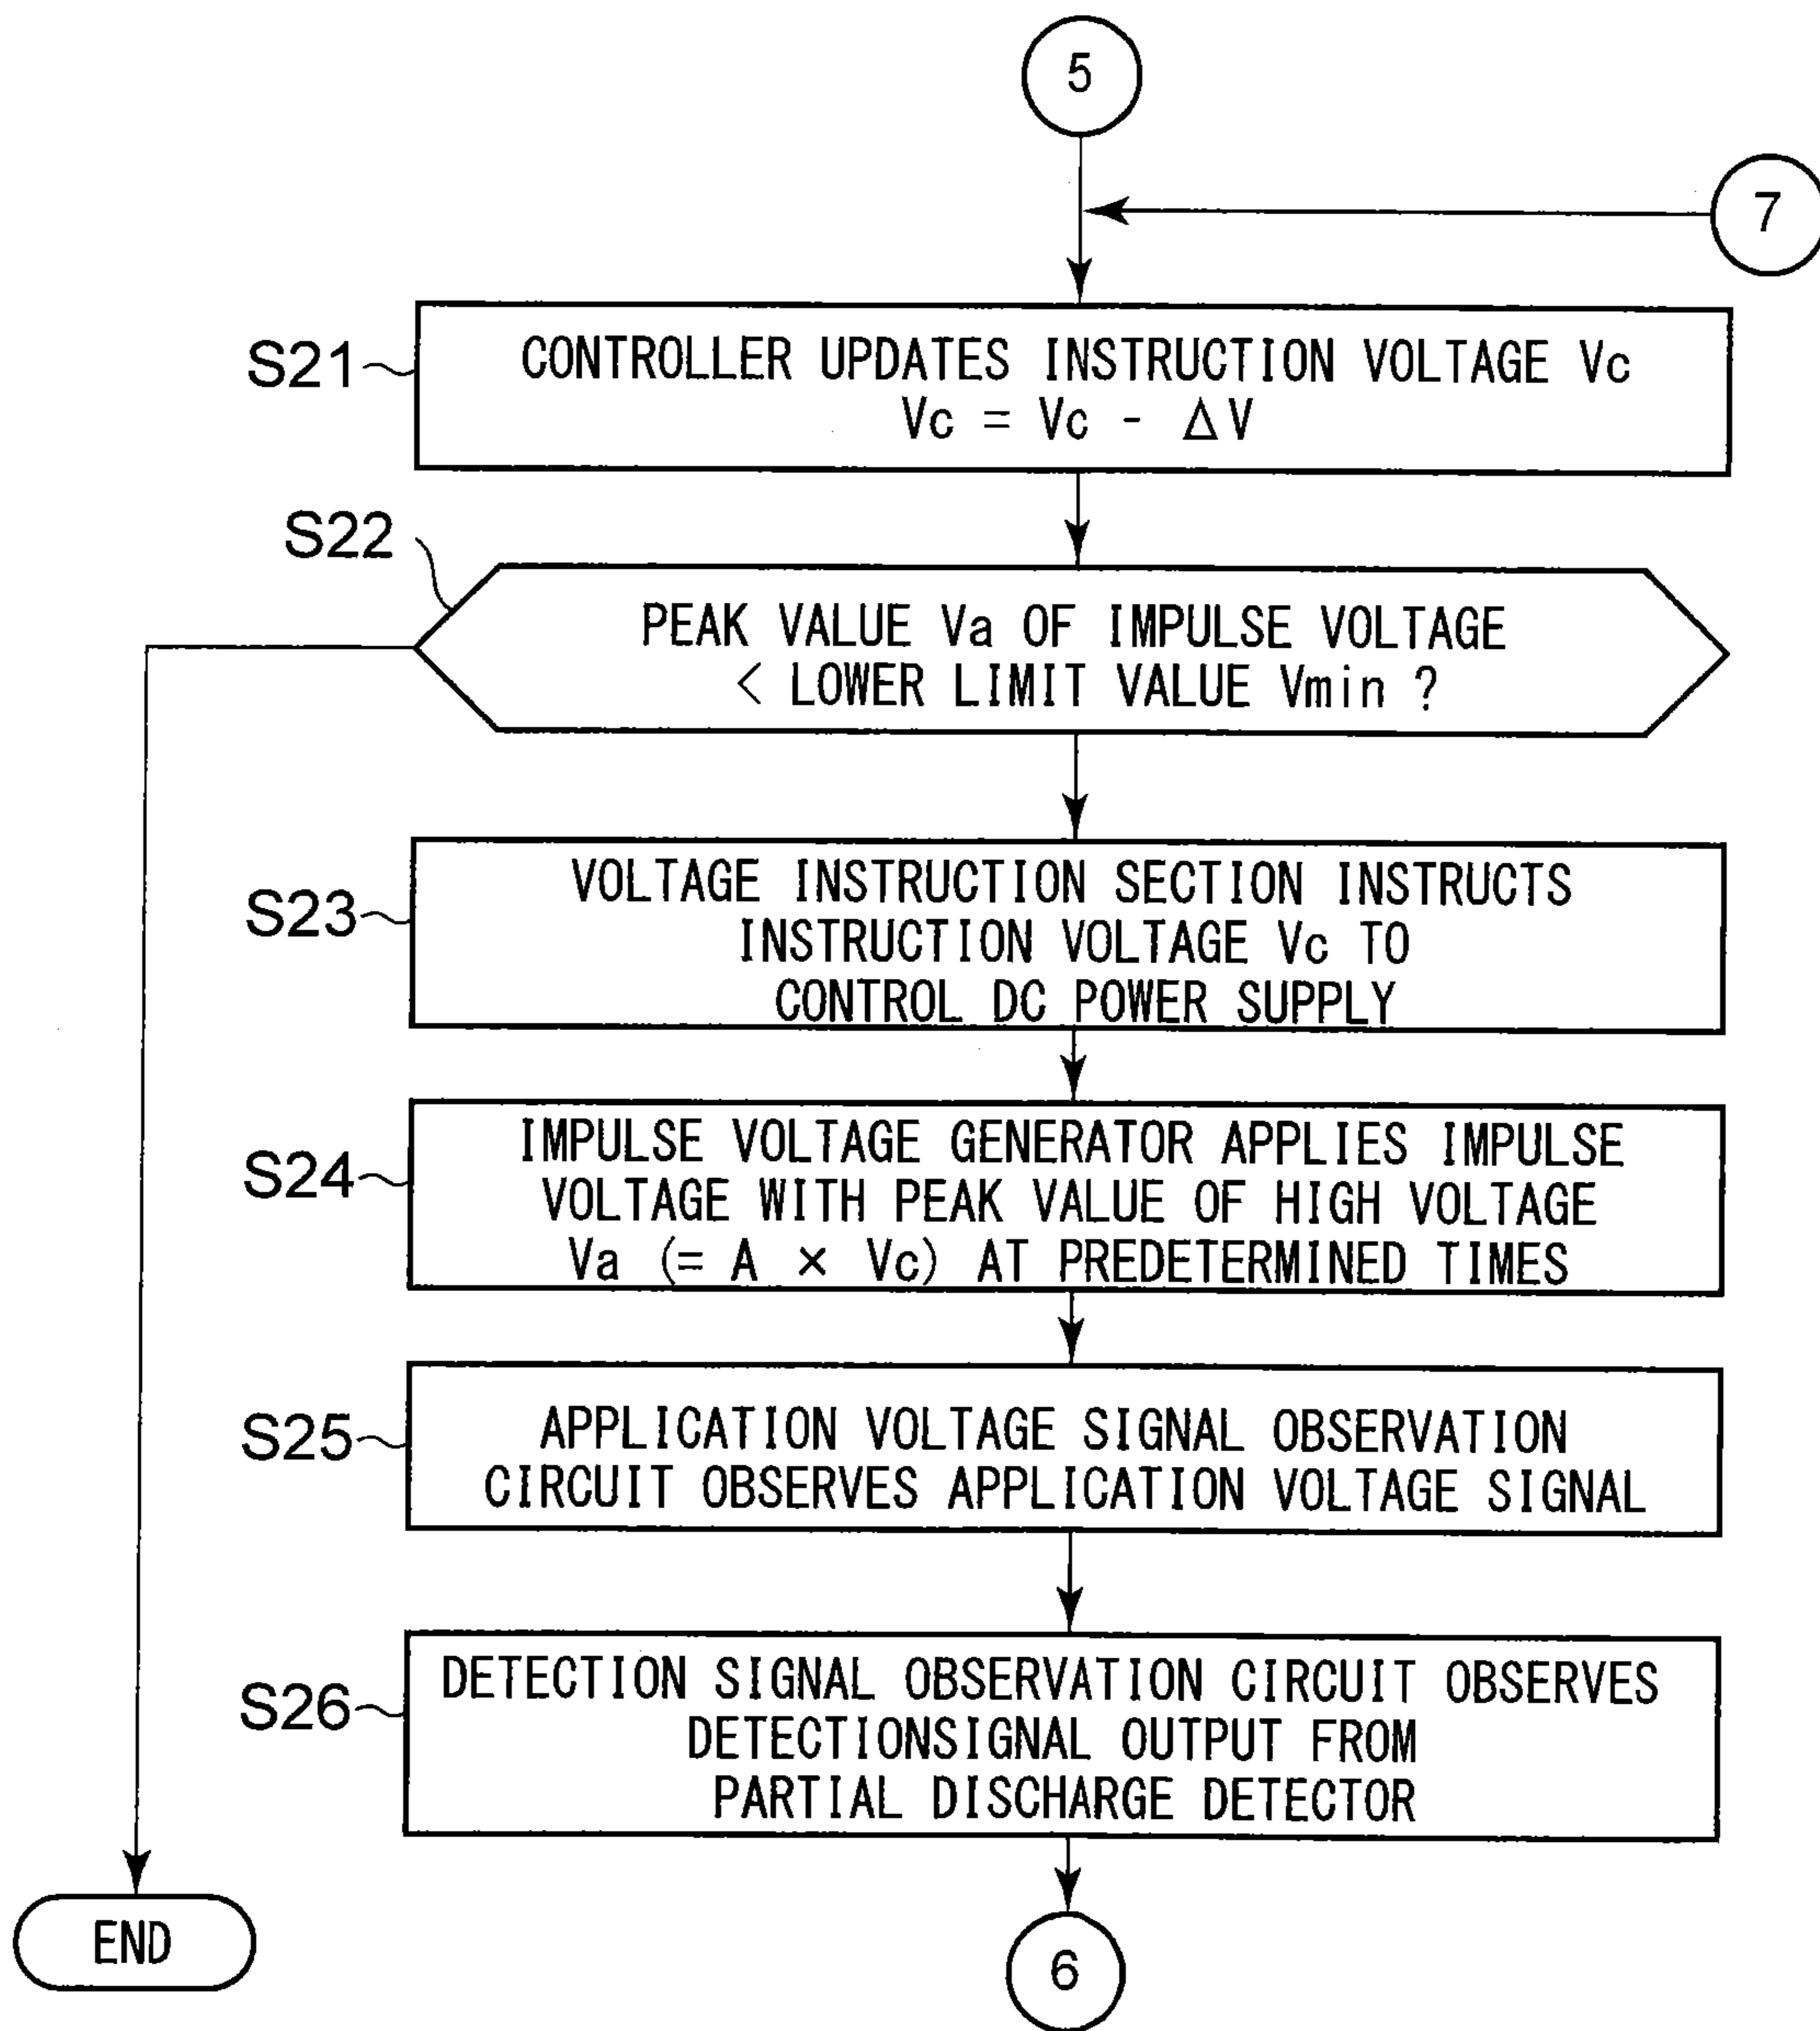 5
7
S21
CONTROLLER UPDATES INSTRUCTION VOLTAGE Vc
Vc = Vc - ΔV
S22
PEAK VALUE Va OF IMPULSE VOLTAGE
< LOWER LIMIT VALUE Vmin ?
S23
VOLTAGE INSTRUCTION SECTION INSTRUCTS
INSTRUCTION VOLTAGE Vc TO
CONTROL DC POWER SUPPLY
S24
IMPULSE VOLTAGE GENERATOR APPLIES IMPULSE
VOLTAGE WITH PEAK VALUE OF HIGH VOLTAGE
Va (= A × Vc) AT PREDETERMINED TIMES
S25
APPLICATION VOLTAGE SIGNAL OBSERVATION
CIRCUIT OBSERVES APPLICATION VOLTAGE SIGNAL
S26
DETECTION SIGNAL OBSERVATION CIRCUIT OBSERVES
DETECTIONSIGNAL OUTPUT FROM
PARTIAL DISCHARGE DETECTOR
END
6